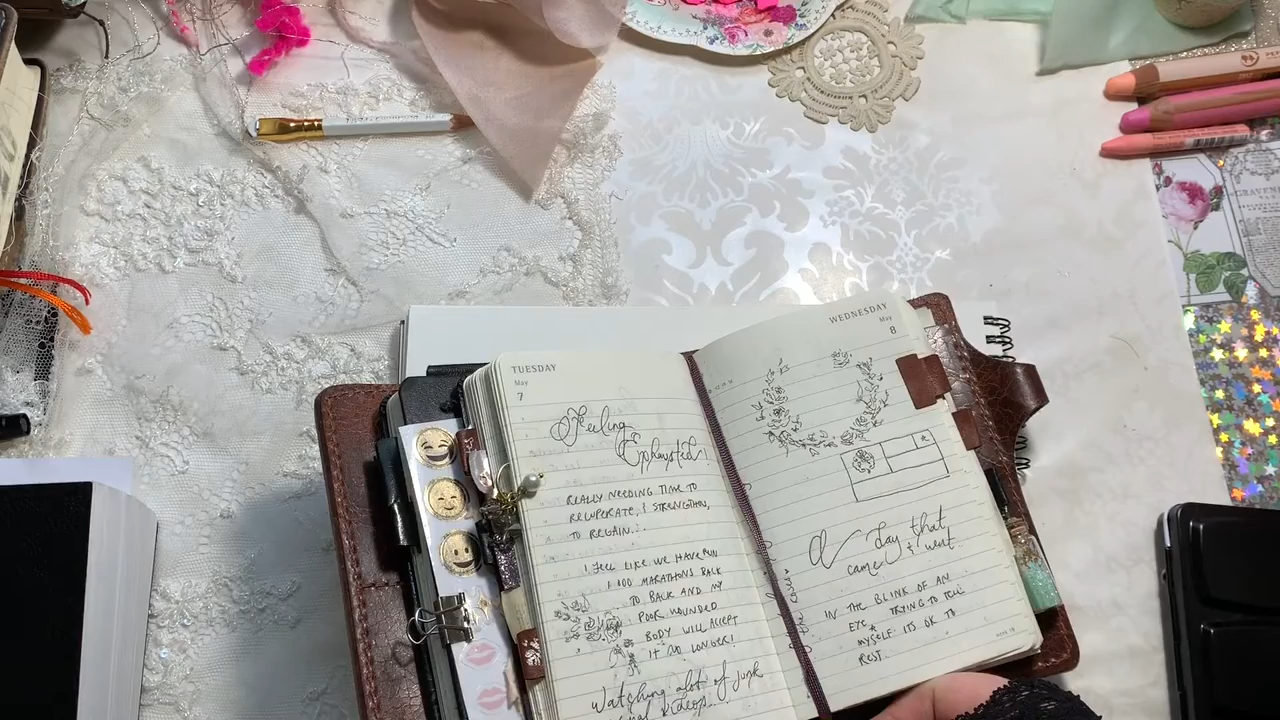 TUESDAY
May
7
Feeling
Exhausted
REALLY NEEDING TIME TO
RECUPERATE, & STRENGTHEN,
TO REGAIN...
I FEEL LIKE WE HAVE RUN
1 100 MARATHONS BACK
TO BACK AND MY
POOR WOUNDED
BODY WILL ACCEPT
IT NO LONGER!
Watching alot of junk
WEDNESDAY
May
8
A day that
came & went
IN THE BLINK OF AN
EYE TRYING TO TELL
MYSELF ITS OK TO
REST